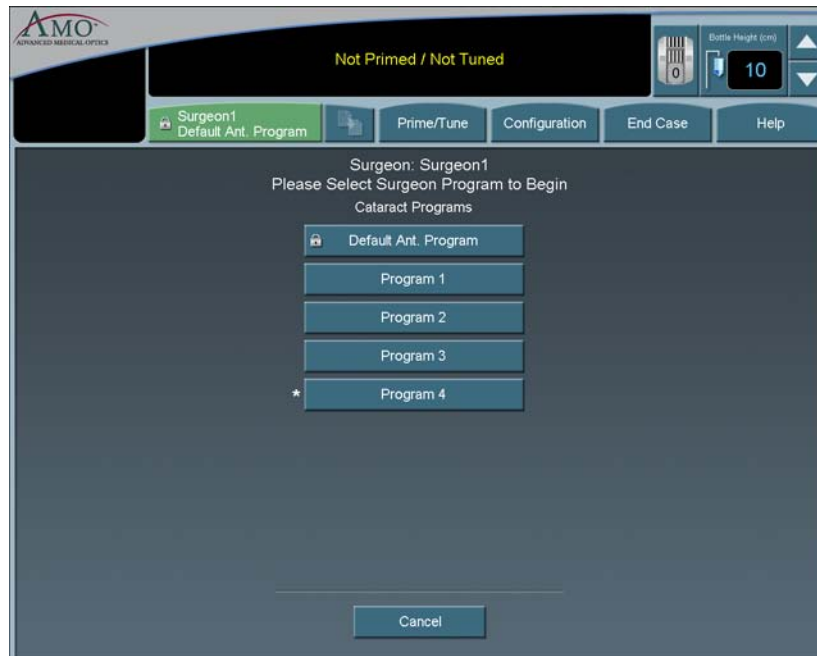 AMO
ADVANCED MEDICAL OPTICS
Not Primed / Not Tuned
0
Bottle Height (cm)
10
Surgeon1
Default Ant. Program
Prime/Tune
Configuration
End Case
Help
Surgeon: Surgeon1
Please Select Surgeon Program to Begin
Cataract Programs
Default Ant. Program
Program 1
Program 2
Program 3
* Program 4
Cancel